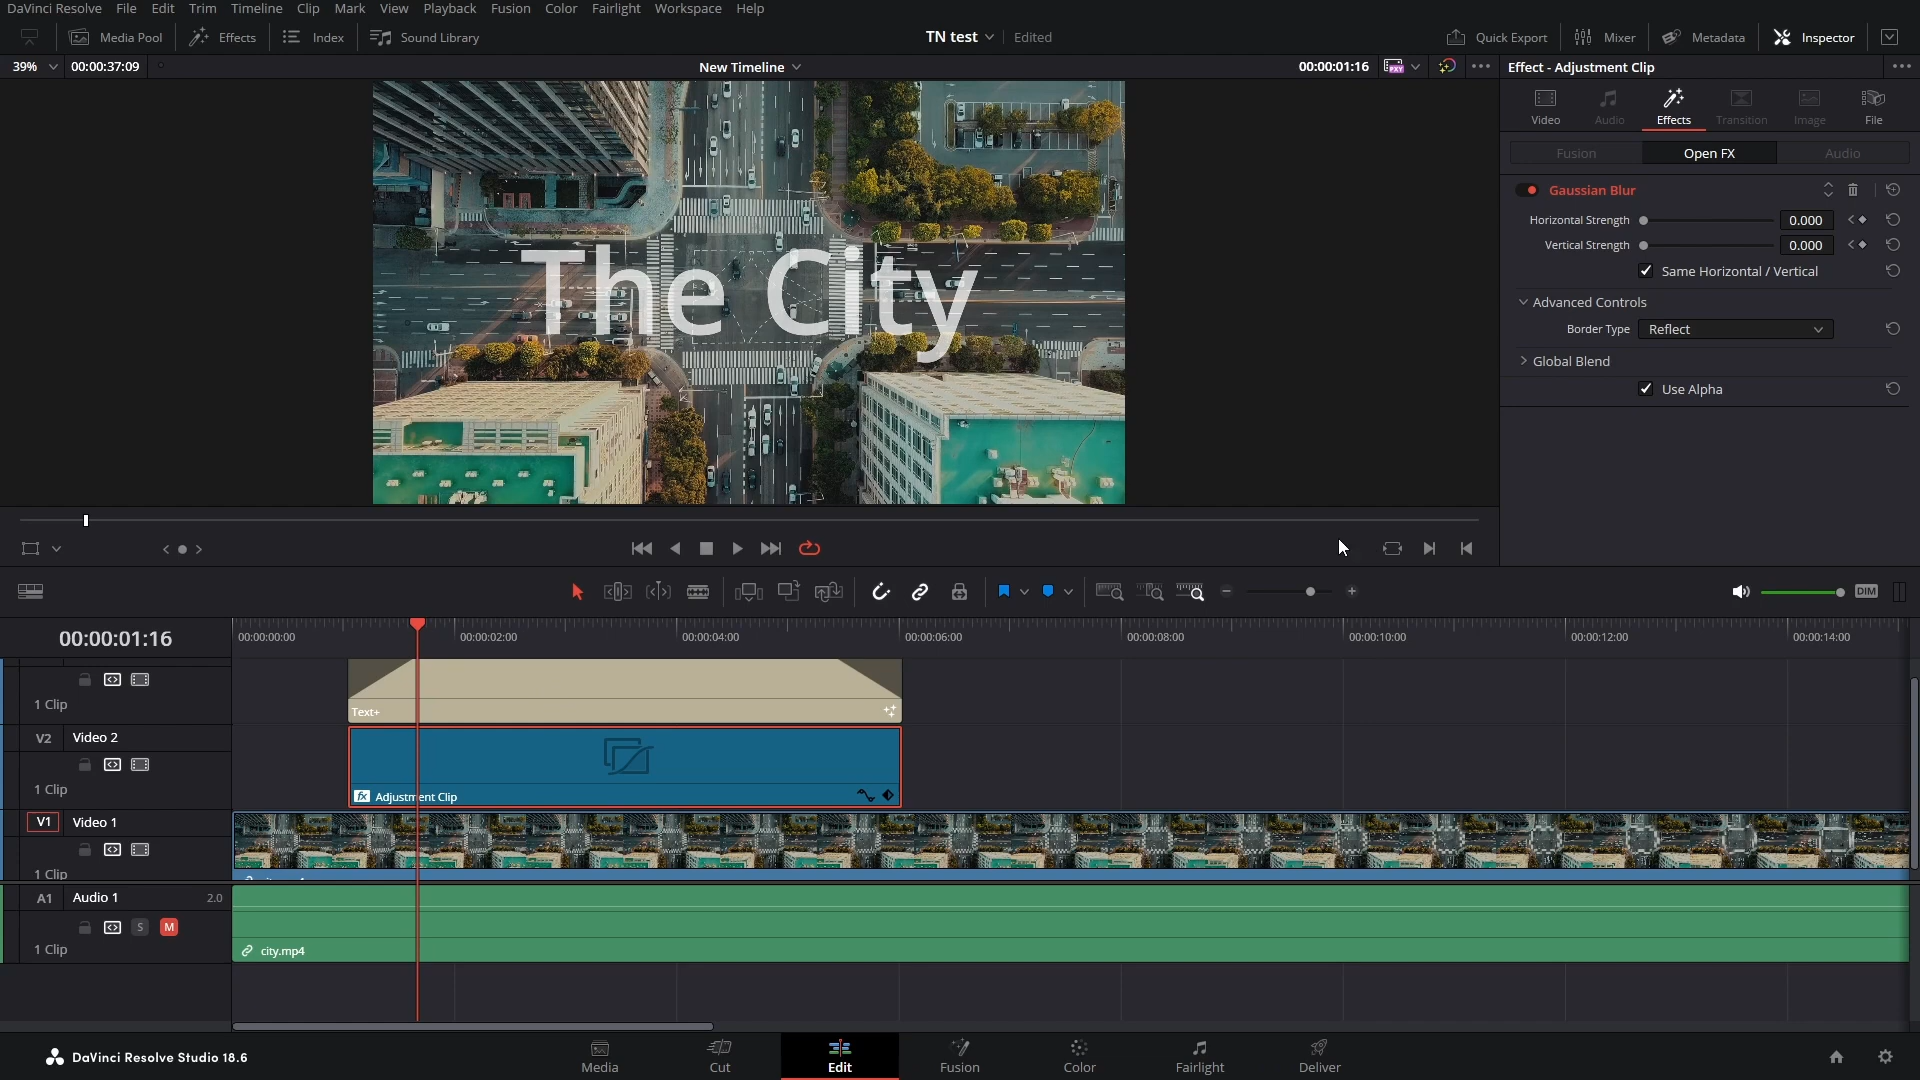 DaVinci Resolve File Edit Trim Timeline Clip Mark View Playback Fusion Color Fairlight Workspace Help
Media Pool Effects Index Sound Library TN test Edited Quick Export Mixer Metadata Inspector
39% 00:00:37:09 New Timeline 00:00:01:16 PXY Effect - Adjustment Clip
Video Audio Effects Transition Image File
Fusion Open FX Audio
Gaussian Blur
Horizontal Strength 0.000
Vertical Strength 0.000
Same Horizontal / Vertical
Advanced Controls
Border Type Reflect
Global Blend
Use Alpha
The City
DIM
00:00:01:16 00:00:00:00 00:00:02:00 00:00:04:00 00:00:06:00 00:00:08:00 00:00:10:00 00:00:12:00 00:00:14:00
1 Clip
Text+
V2 Video 2
1 Clip
fx Adjustment Clip
V1 Video 1
1 Clip
A1 Audio 1 2.0
S M
1 Clip
city.mp4
DaVinci Resolve Studio 18.6
Media Cut Edit Fusion Color Fairlight Deliver